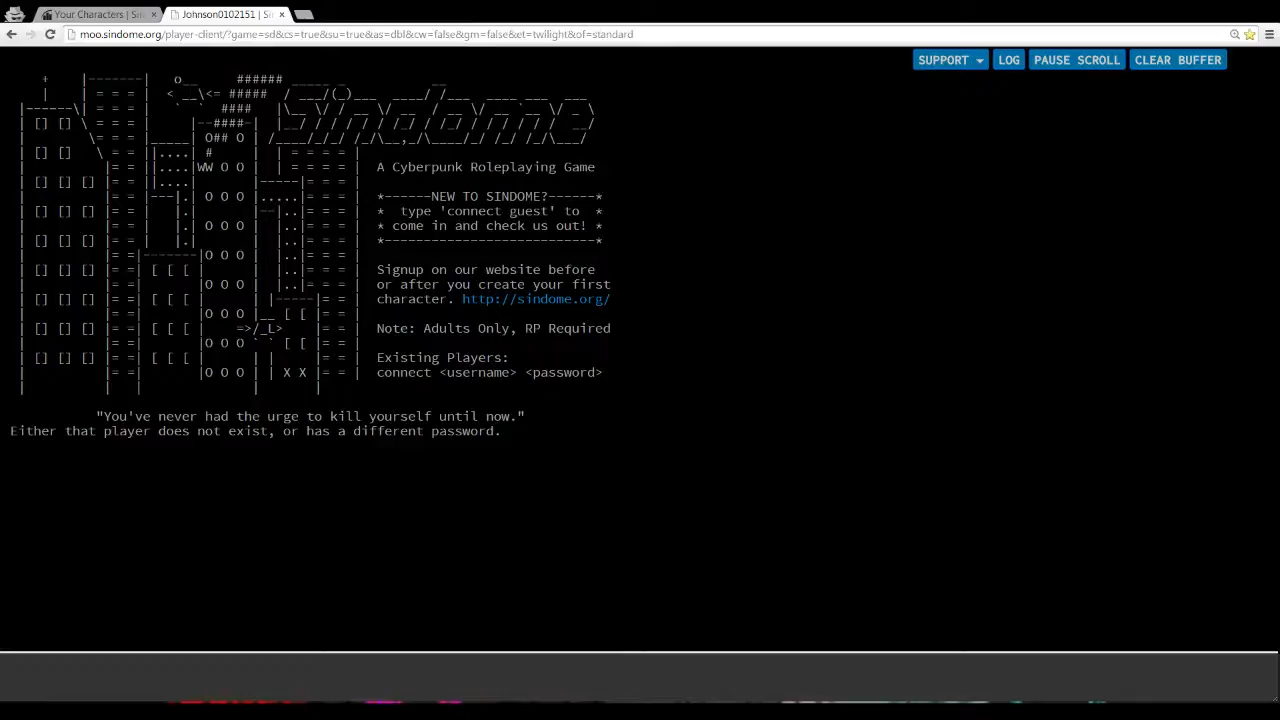 Your Characters | Sin
Johnson0102151 | Si
moo.sindome.org/player-client/?game=sd&cs=true&su=true&as=dbl&cw=false&gm=false&et=twilight&of=standard
SUPPORT LOG PAUSE SCROLL CLEAR BUFFER
Sindome
A Cyberpunk Roleplaying Game
*------NEW TO SINDOME?------*
* type 'connect guest' to *
* come in and check us out! *
*---------------------------*
Signup on our website before
or after you create your first
character. http://sindome.org/
Note: Adults Only, RP Required
Existing Players:
connect <username> <password>
"You've never had the urge to kill yourself until now."
Either that player does not exist, or has a different password.